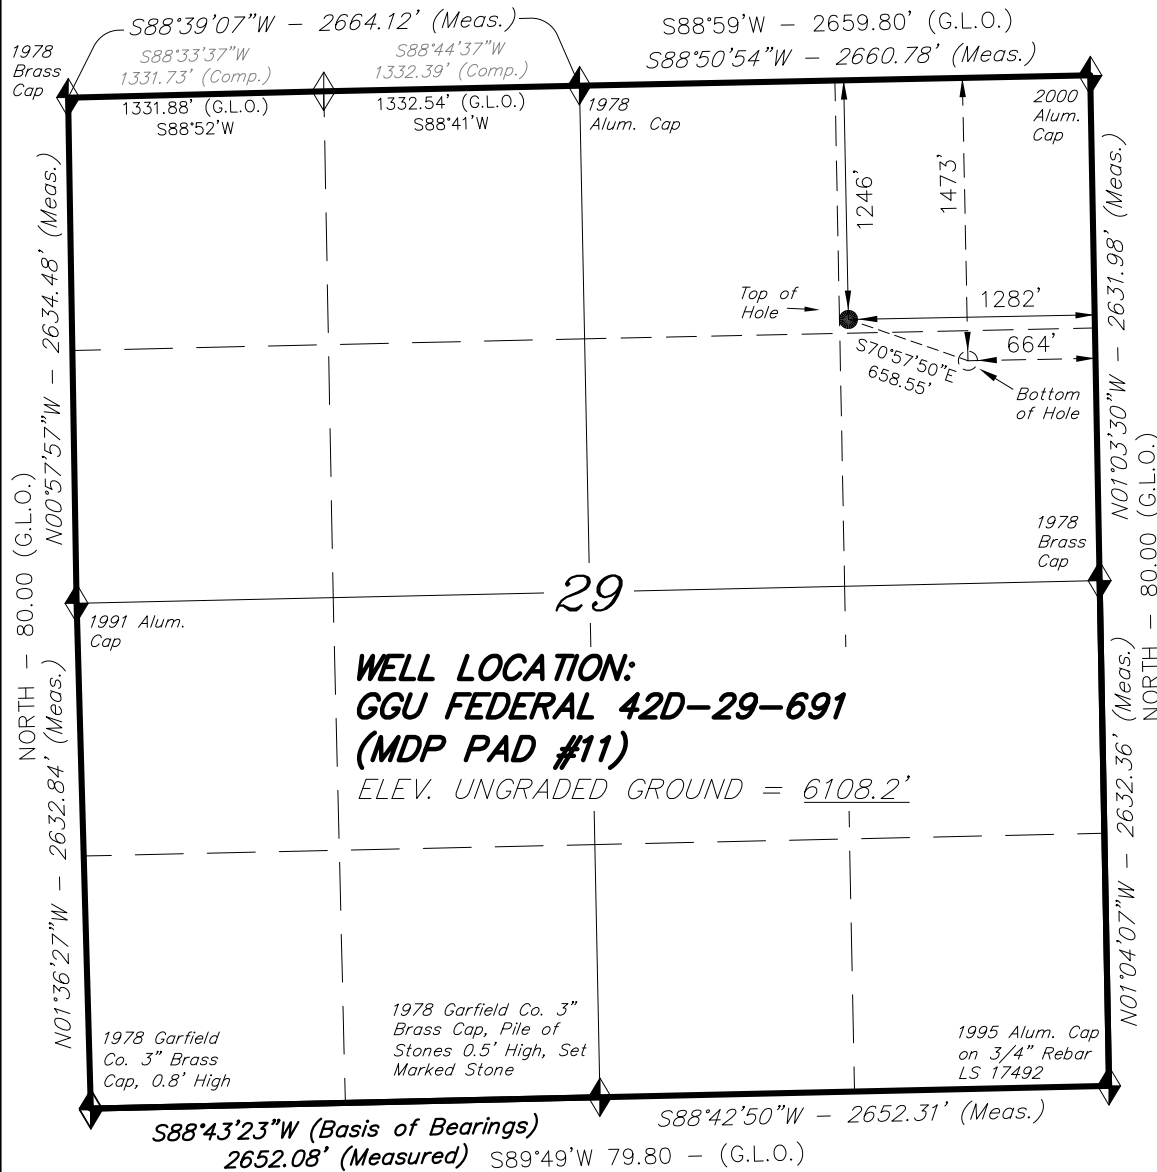 S88°39'07"W - 2664.12' (Meas.)
S88°59'W - 2659.80' (G.L.O.)
S88°50'54"W - 2660.78' (Meas.)
1978
Brass
Cap
S88°33'37"W
1331.73' (Comp.)
S88°44'37"W
1332.39' (Comp.)
1331.88' (G.L.O.)
S88°52'W
1332.54' (G.L.O.)
S88°41'W
1978
Alum. Cap
2000
Alum.
Cap
N00°57'57"W - 2634.48' (Meas.)
1246'
1473'
N01°03'30"W - 2631.98' (Meas.)
Top of
Hole
1282'
664'
S70°57'50"E
658.55'
Bottom
of Hole
NORTH - 80.00 (G.L.O.)
NORTH - 80.00 (G.L.O.)
1978
Brass
Cap
1991 Alum.
Cap
29
WELL LOCATION:
GGU FEDERAL 42D-29-691
(MDP PAD #11)
ELEV. UNGRADED GROUND = 6108.2'
N01°36'27"W - 2632.84' (Meas.)
N01°04'07"W - 2632.36' (Meas.)
1978 Garfield
Co. 3" Brass
Cap, 0.8' High
1978 Garfield Co. 3"
Brass Cap, Pile of
Stones 0.5' High, Set
Marked Stone
1995 Alum. Cap
on 3/4" Rebar
LS 17492
S88°43'23"W (Basis of Bearings)
2652.08' (Measured)
S88°42'50"W - 2652.31' (Meas.)
S89°49'W 79.80 - (G.L.O.)